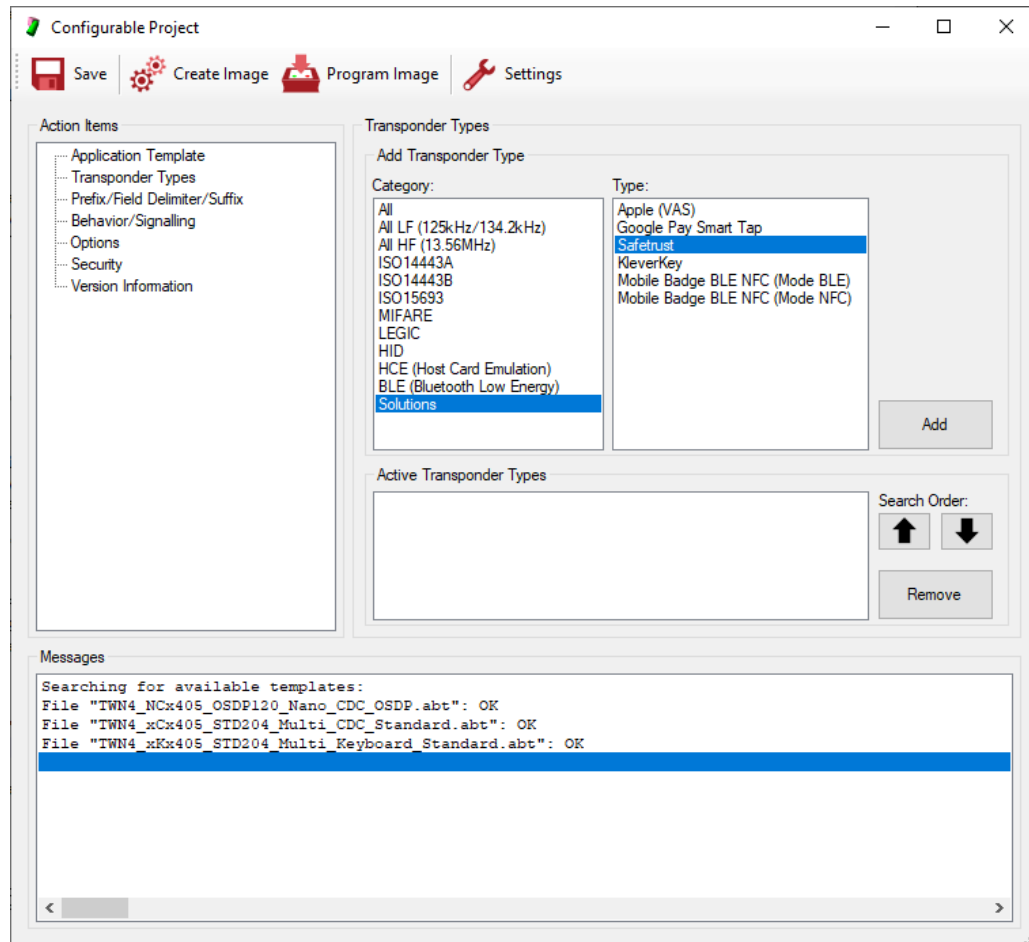 Configurable Project
Save
Create Image
Program Image
Settings
Action Items
Application Template
Transponder Types
Prefix/Field Delimiter/Suffix
Behavior/Signalling
Options
Security
Version Information
Transponder Types
Add Transponder Type
Category:
All
All LF (125kHz/134.2kHz)
All HF (13.56MHz)
ISO14443A
ISO14443B
ISO15693
MIFARE
LEGIC
HID
HCE (Host Card Emulation)
BLE (Bluetooth Low Energy)
Solutions
Type:
Apple (VAS)
Google Pay Smart Tap
Safetrust
KleverKey
Mobile Badge BLE NFC (Mode BLE)
Mobile Badge BLE NFC (Mode NFC)
Add
Active Transponder Types
Search Order:
Remove
Messages
Searching for available templates:
File "TWN4_NCx405_OSDP120_Nano_CDC_OSDP.abt": OK
File "TWN4_xCx405_STD204_Multi_CDC_Standard.abt": OK
File "TWN4_xKx405_STD204_Multi_Keyboard_Standard.abt": OK